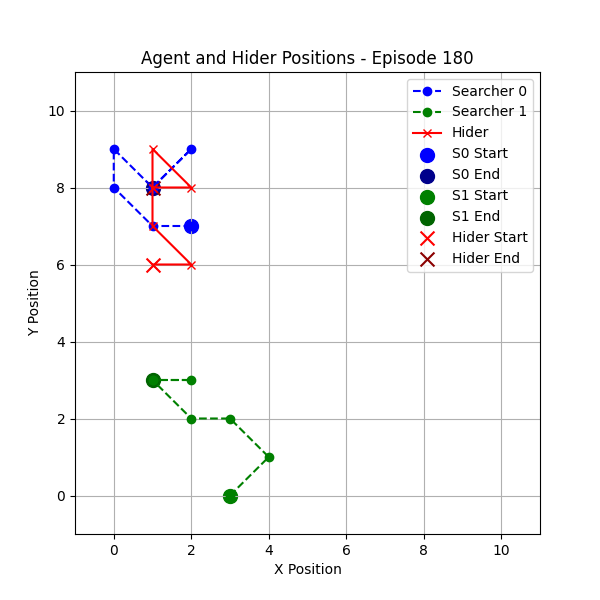 Agent and Hider Positions - Episode 180
Searcher 0
Searcher 1
Hider
S0 Start
S0 End
S1 Start
S1 End
Hider Start
Hider End
Y Position
10
8
6
4
2
0
0 2 4 6 8 10
X Position